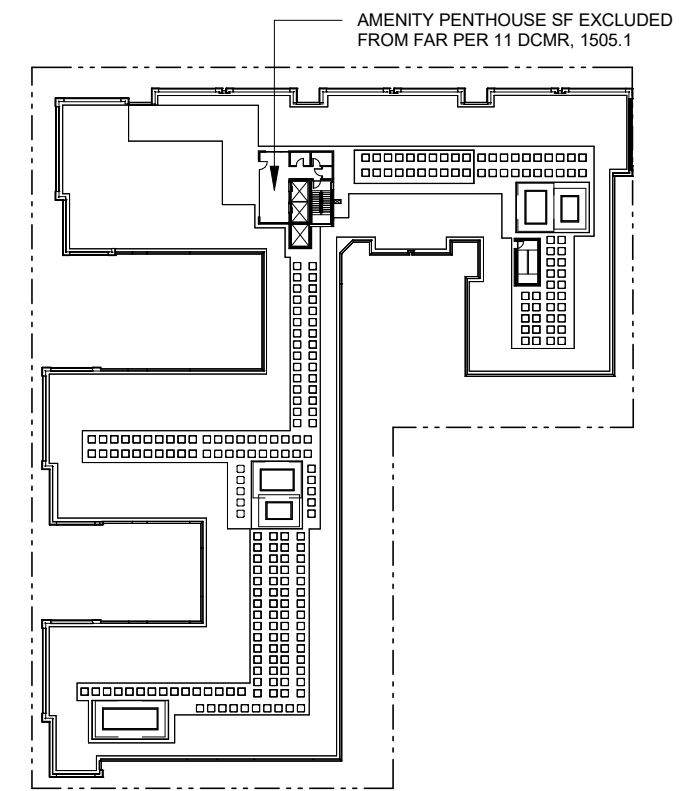 AMENITY PENTHOUSE SF EXCLUDED
FROM FAR PER 11 DCMR, 1505.1